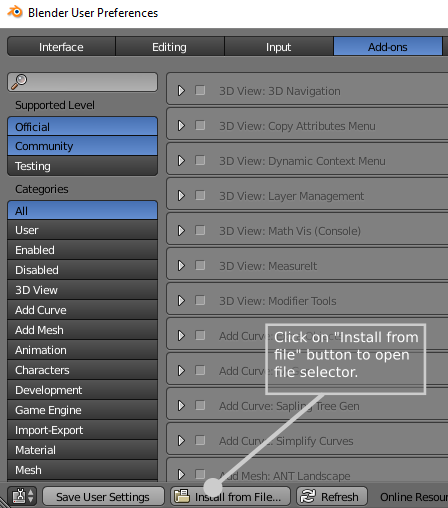 Blender User Preferences
Interface
Editing
Input
Add-ons
Supported Level
Official
Community
Testing
Categories
All
User
Enabled
Disabled
3D View
Add Curve
Add Mesh
Animation
Characters
Development
Game Engine
Import-Export
Material
Mesh
3D View: 3D Navigation
3D View: Copy Attributes Menu
3D View: Dynamic Context Menu
3D View: Layer Management
3D View: Math Vis (Console)
3D View: MeasureIt
3D View: Modifier Tools
Add Curve
Add Curve
Add Curve: Sapling Tree Gen
Add Curve: Simplify Curves
Add Mesh: ANT Landscape
Click on "Install from
file" button to open
file selector.
Save User Settings
Install from File...
Refresh
Online Resou